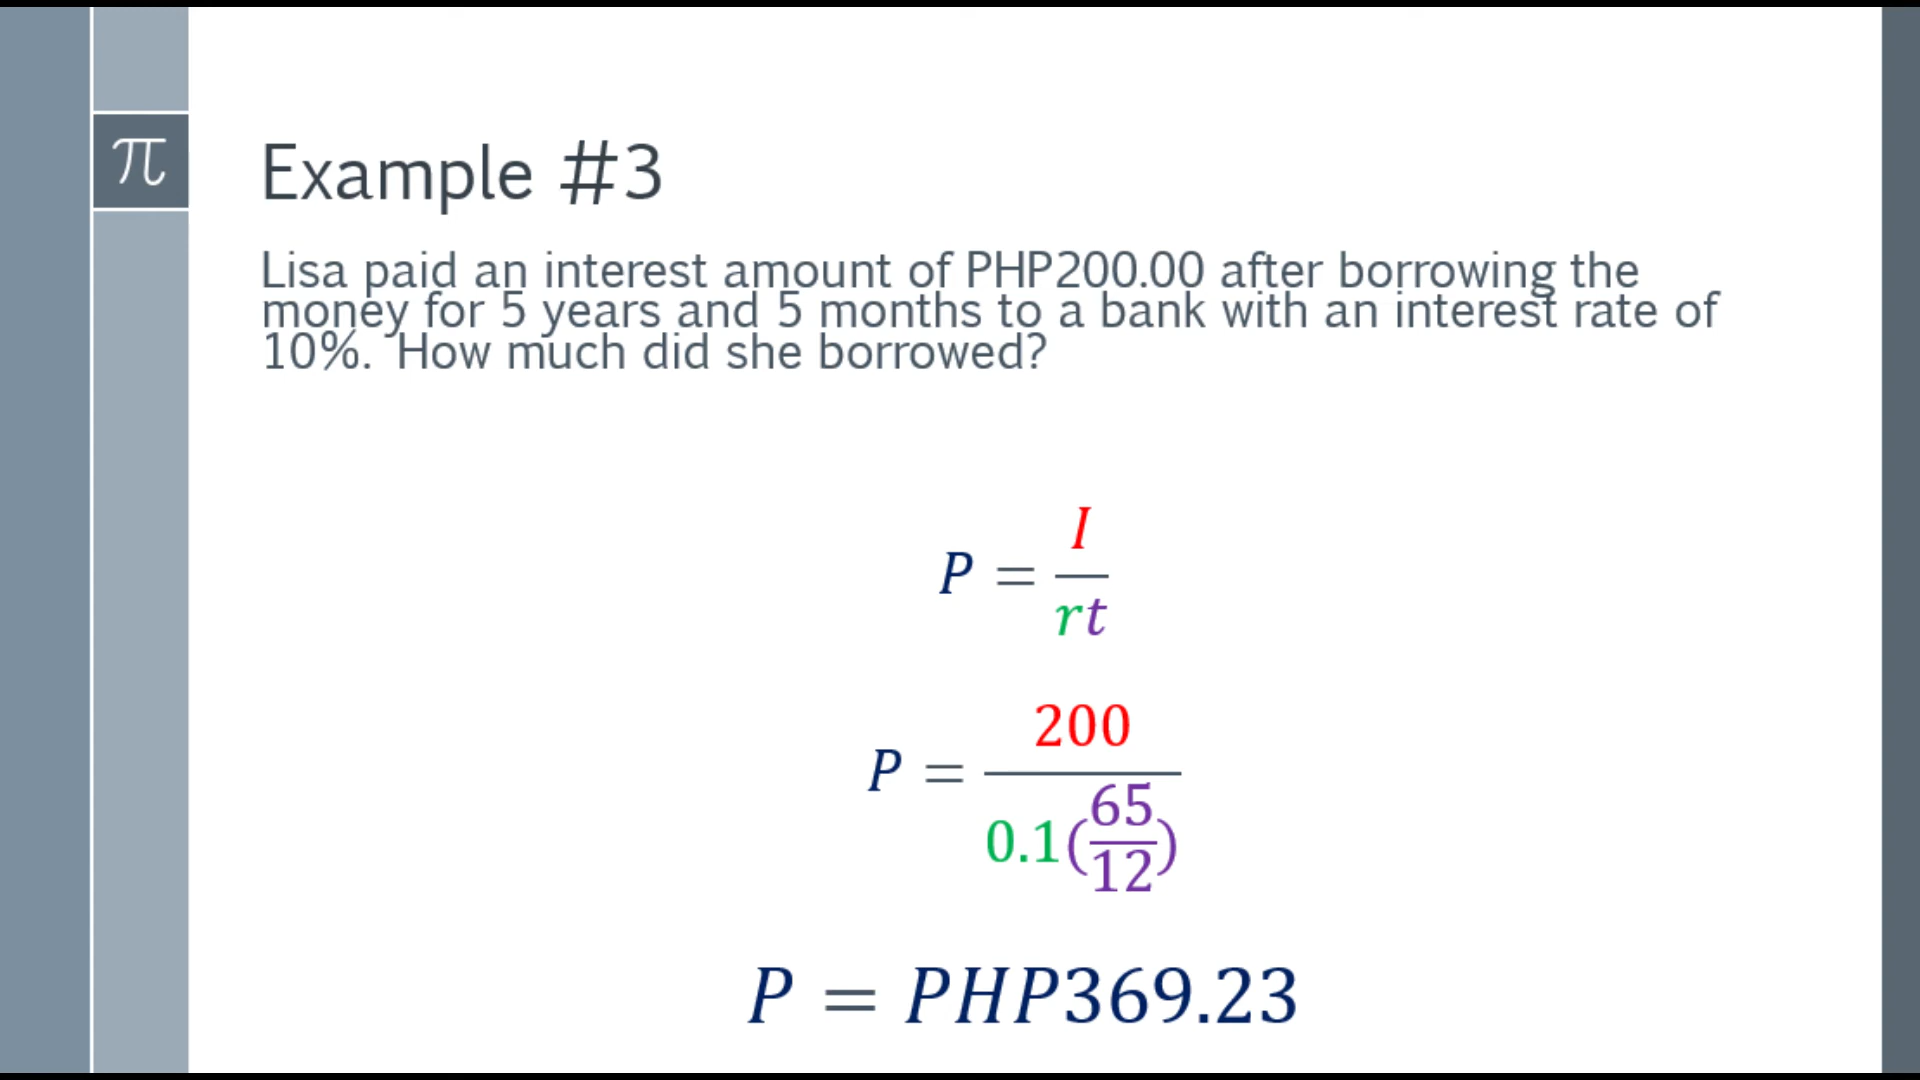 π
Example #3
Lisa paid an interest amount of PHP200.00 after borrowing the
money for 5 years and 5 months to a bank with an interest rate of
10%.  How much did she borrowed?
P = I/rt
P = 200/0.1(65/12)
P = PHP369.23